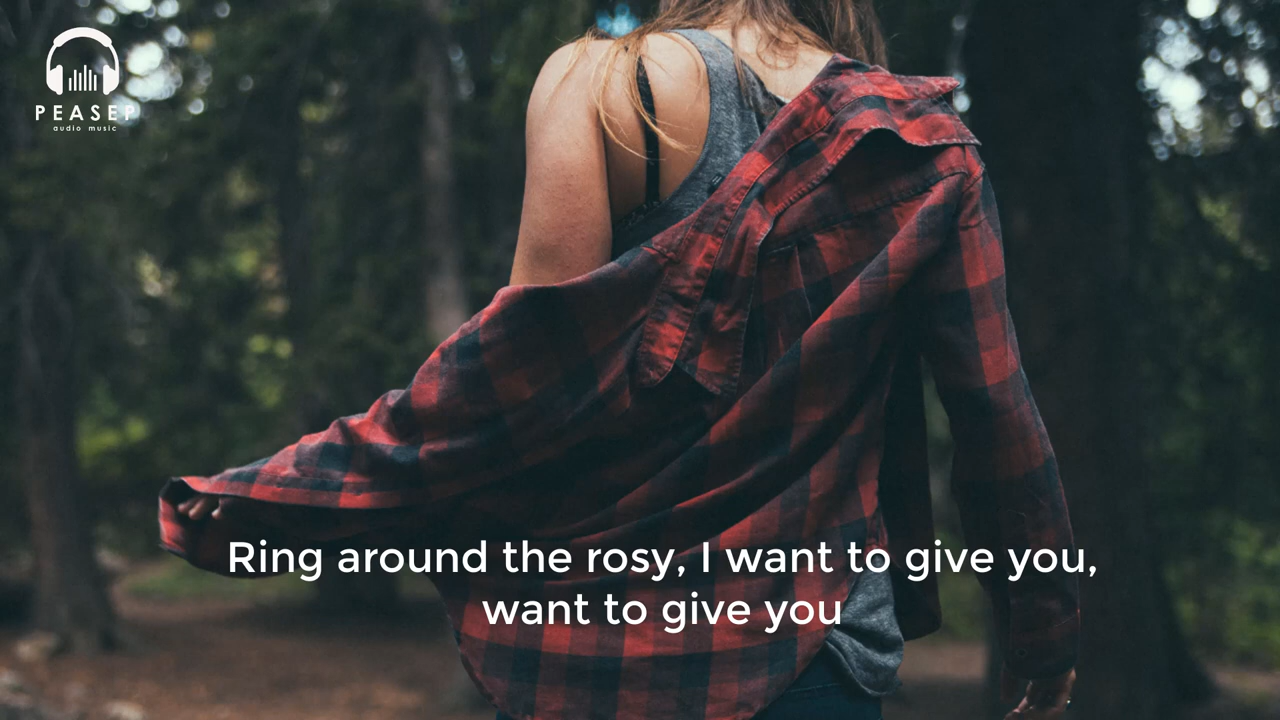 PEASEP
audio music
Ring around the rosy, I want to give you,
want to give you